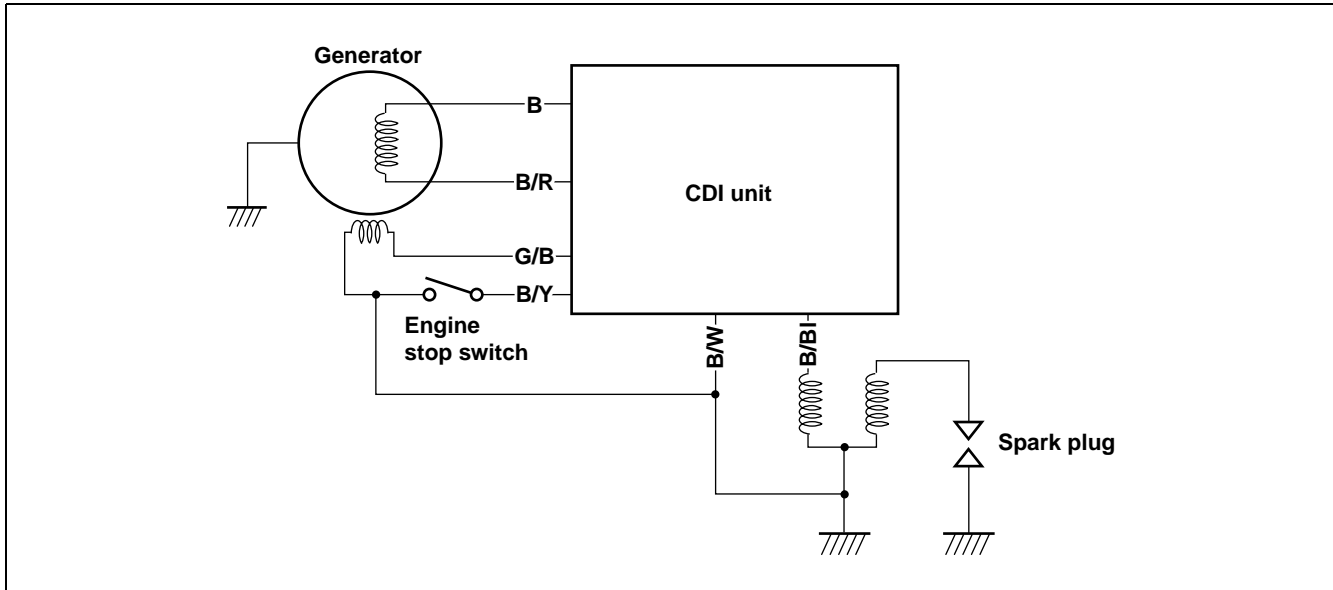 Generator
B
B/R
CDI unit
G/B
B/Y
Engine
stop switch
B/W
B/Bl
Spark plug